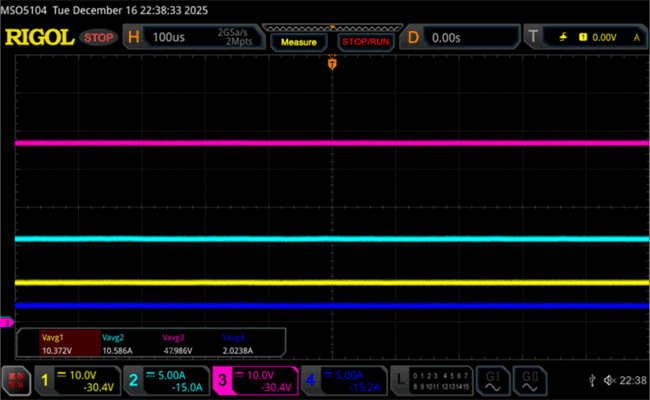 MSO5104 Tue December 16 22:38:33 2025
RIGOL STOP H 100us 2GSa/s 2Mpts Measure STOP/RUN D 0.00s T 1 0.00V A
T
3
Vavg1 Vavg2 Vavg3 Vavg4
10.372V 10.586A 47.986V 2.0238A
1 10.0V -30.4V 2 5.00A -15.0A 3 10.0V -30.4V 4 5.00A -15.2A L 0 1 2 3 4 5 6 7 8 9 10 11 12 13 14 15 GI GII 22:38